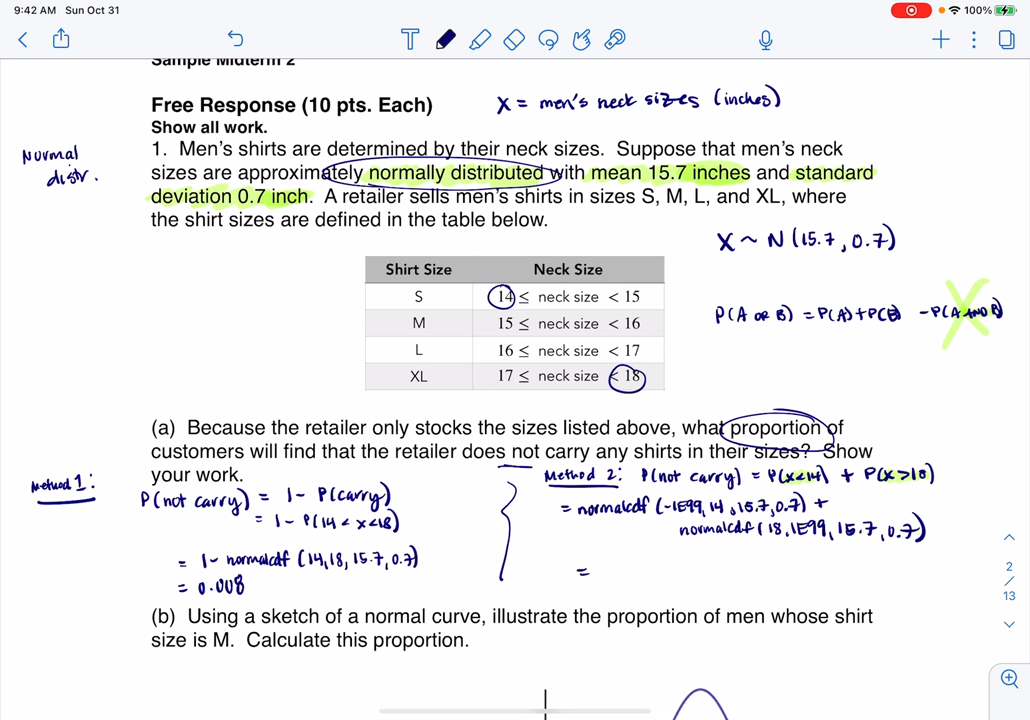 9:42 AM Sun Oct 31
100%
T
Sample Midterm 2
Free Response (10 pts. Each)
X = men's neck sizes (inches)
Show all work.
Normal
distr.
1. Men's shirts are determined by their neck sizes. Suppose that men's neck
sizes are approximately normally distributed with mean 15.7 inches and standard
deviation 0.7 inch. A retailer sells men's shirts in sizes S, M, L, and XL, where
the shirt sizes are defined in the table below.
X ~ N(15.7, 0.7)
Shirt Size Neck Size
S 14 ≤ neck size < 15
M 15 ≤ neck size < 16
L 16 ≤ neck size < 17
XL 17 ≤ neck size < 18
P(A OR B) = P(A) + P(B) - P(A AND B)
(a) Because the retailer only stocks the sizes listed above, what proportion of
customers will find that the retailer does not carry any shirts in their sizes? Show
your work.
Method 1:
P(not carry) = 1 - P(carry)
= 1 - P(14 < x < 18)
= 1 - normalcdf (14, 18, 15.7, 0.7)
= 0.008
Method 2: P(not carry) = P(x<14) + P(x>18)
= normalcdf (-1E99, 14, 15.7, 0.7) +
normalcdf (18, 1E99, 15.7, 0.7)
=
(b) Using a sketch of a normal curve, illustrate the proportion of men whose shirt
size is M. Calculate this proportion.
2
/
13